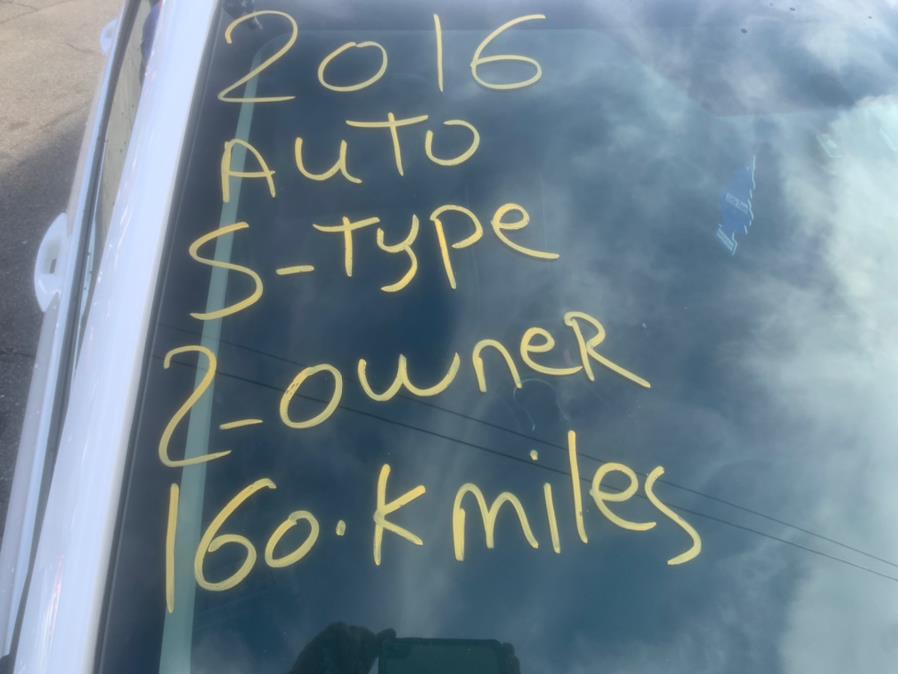 2016
AUTO
S-Type
2-owneR
160.K miles